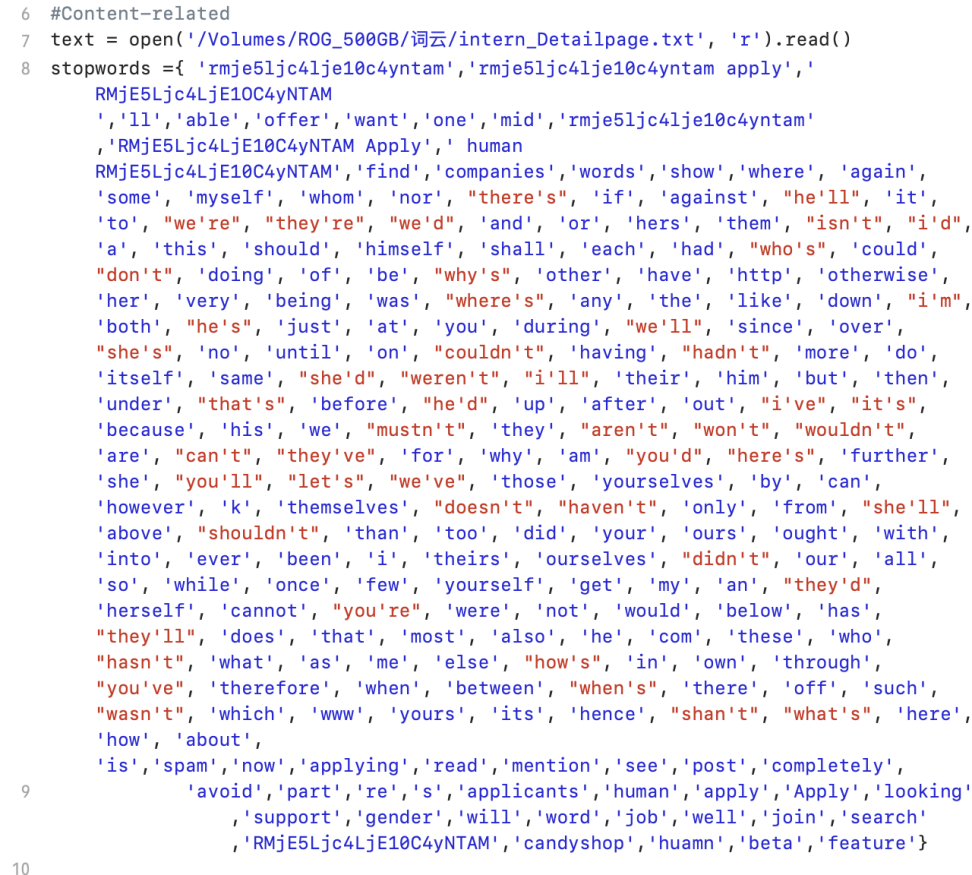 6 #Content-related
7 text = open('/Volumes/ROG_500GB/词云/intern_Detailpage.txt', 'r').read()
8 stopwords ={ 'rmje5ljc4lje10c4yntam','rmje5ljc4lje10c4yntam apply','
RMjE5Ljc4LjE1OC4yNTAM
','ll','able','offer','want','one','mid','rmje5ljc4lje10c4yntam'
,'RMjE5Ljc4LjE10C4yNTAM Apply',' human
RMjE5Ljc4LjE10C4yNTAM','find','companies','words','show','where', 'again',
'some', 'myself', 'whom', 'nor', "there's", 'if', 'against', "he'll", 'it',
'to', "we're", "they're", "we'd", 'and', 'or', 'hers', 'them', "isn't", "i'd",
'a', 'this', 'should', 'himself', 'shall', 'each', 'had', "who's", 'could',
"don't", 'doing', 'of', 'be', "why's", 'other', 'have', 'http', 'otherwise',
'her', 'very', 'being', 'was', "where's", 'any', 'the', 'like', 'down', "i'm",
'both', "he's", 'just', 'at', 'you', 'during', "we'll", 'since', 'over',
"she's", 'no', 'until', 'on', "couldn't", 'having', "hadn't", 'more', 'do',
'itself', 'same', "she'd", "weren't", "i'll", 'their', 'him', 'but', 'then',
'under', "that's", 'before', "he'd", 'up', 'after', 'out', "i've", "it's",
'because', 'his', 'we', "mustn't", 'they', "aren't", "won't", "wouldn't",
'are', "can't", "they've", 'for', 'why', 'am', "you'd", "here's", 'further',
'she', "you'll", "let's", "we've", 'those', 'yourselves', 'by', 'can',
'however', 'k', 'themselves', "doesn't", "haven't", 'only', 'from', "she'll",
'above', "shouldn't", 'than', 'too', 'did', 'your', 'ours', 'ought', 'with',
'into', 'ever', 'been', 'i', 'theirs', 'ourselves', "didn't", 'our', 'all',
'so', 'while', 'once', 'few', 'yourself', 'get', 'my', 'an', "they'd",
'herself', 'cannot', "you're", 'were', 'not', 'would', 'below', 'has',
"they'll", 'does', 'that', 'most', 'also', 'he', 'com', 'these', 'who',
"hasn't", 'what', 'as', 'me', 'else', "how's", 'in', 'own', 'through',
"you've", 'therefore', 'when', 'between', "when's", 'there', 'off', 'such',
"wasn't", 'which', 'www', 'yours', 'its', 'hence', "shan't", "what's", 'here',
'how', 'about',
'is','spam','now','applying','read','mention','see','post','completely',
9 'avoid','part','re','s','applicants','human','apply','Apply','looking'
,'support','gender','will','word','job','well','join','search'
,'RMjE5Ljc4LjE10C4yNTAM','candyshop','huamn','beta','feature'}
10